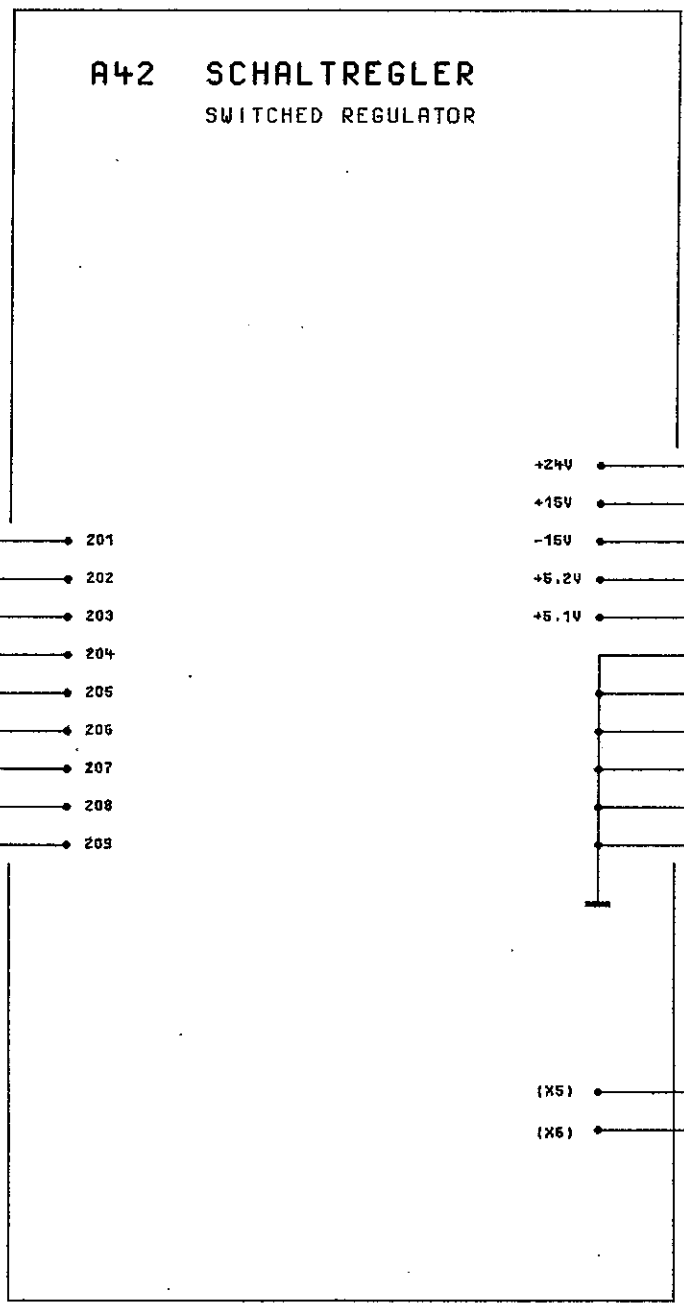 A42 SCHALTREGLER
SWITCHED REGULATOR
+24V
+15V
201
-15V
202
+5.2V
203
+5.1V
204
205
206
207
208
209
(X5)
(X6)